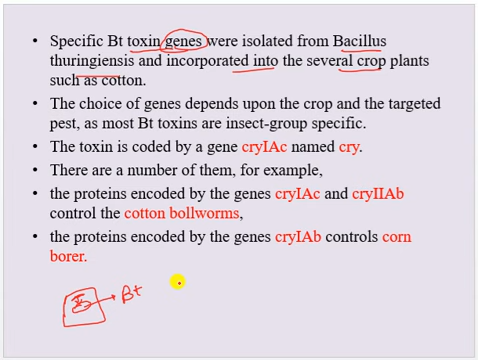 • Specific Bt toxin genes were isolated from Bacillus
thuringiensis and incorporated into the several crop plants
such as cotton.
• The choice of genes depends upon the crop and the targeted
pest, as most Bt toxins are insect-group specific.
• The toxin is coded by a gene cryIAc named cry.
• There are a number of them, for example,
• the proteins encoded by the genes cryIAc and cryIIAb
control the cotton bollworms,
• the proteins encoded by the genes cryIAb controls corn
borer.
Bt